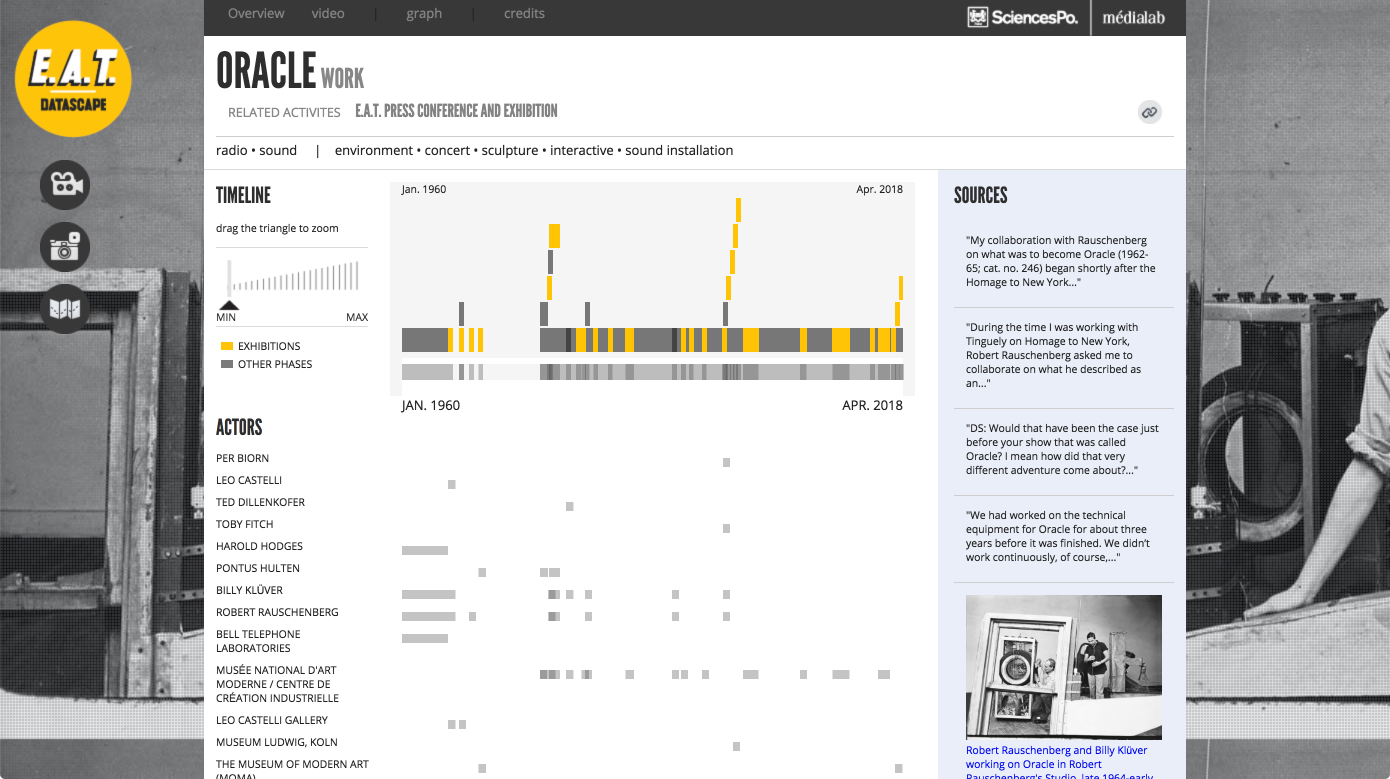 Overview video | graph | credits
SciencesPo. | médialab
E.A.T.
DATASCAPE
ORACLE WORK
RELATED ACTIVITES E.A.T. PRESS CONFERENCE AND EXHIBITION
radio • sound | environment • concert • sculpture • interactive • sound installation
TIMELINE
drag the triangle to zoom
MIN MAX
EXHIBITIONS
OTHER PHASES
Jan. 1960 Apr. 2018
JAN. 1960 APR. 2018
ACTORS
PER BIORN
LEO CASTELLI
TED DILLENKOFER
TOBY FITCH
HAROLD HODGES
PONTUS HULTEN
BILLY KLÜVER
ROBERT RAUSCHENBERG
BELL TELEPHONE
LABORATORIES
MUSÉE NATIONAL D'ART
MODERNE / CENTRE DE
CRÉATION INDUSTRIELLE
LEO CASTELLI GALLERY
MUSEUM LUDWIG, KOLN
THE MUSEUM OF MODERN ART
(MOMA)
SOURCES
"My collaboration with Rauschenberg
on what was to become Oracle (1962-
65; cat. no. 246) began shortly after the
Homage to New York..."
"During the time I was working with
Tinguely on Homage to New York,
Robert Rauschenberg asked me to
collaborate on what he described as
an..."
"DS: Would that have been the case just
before your show that was called
Oracle? I mean how did that very
different adventure come about?..."
"We had worked on the technical
equipment for Oracle for about three
years before it was finished. We didn't
work continuously, of course,..."
Robert Rauschenberg and Billy Klüver
working on Oracle in Robert
Rauschenberg's Studio, late 1964-early